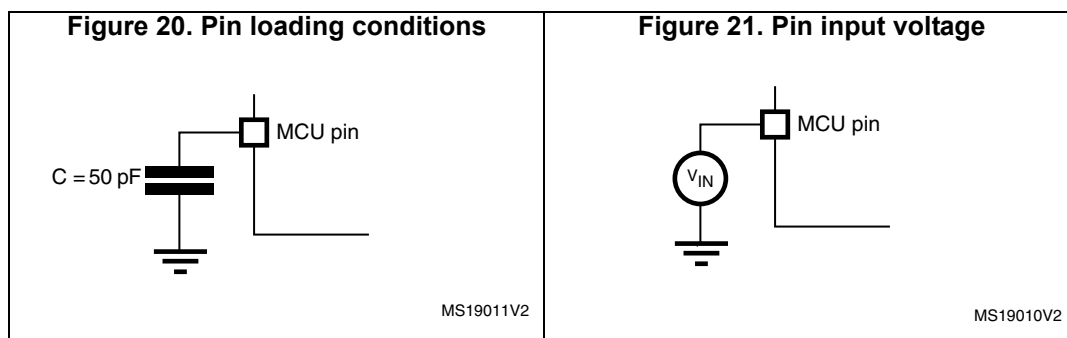 Figure 20. Pin loading conditions
MCU pin
C = 50 pF
MS19011V2
Figure 21. Pin input voltage
MCU pin
VIN
MS19010V2